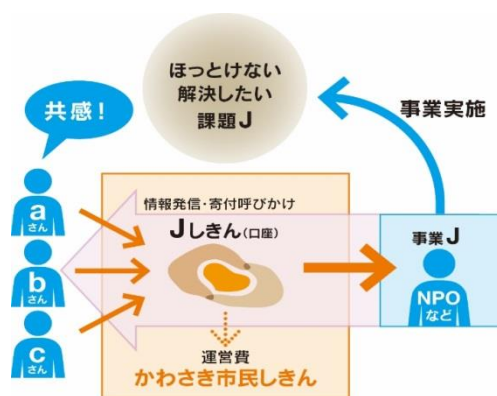 ほっとけない
解決したい
課題J
共感！
事業実施
情報発信・寄付呼びかけ
Jしきん(口座)
aさん
bさん
cさん
事業J
NPO
など
運営費
かわさき市民しきん